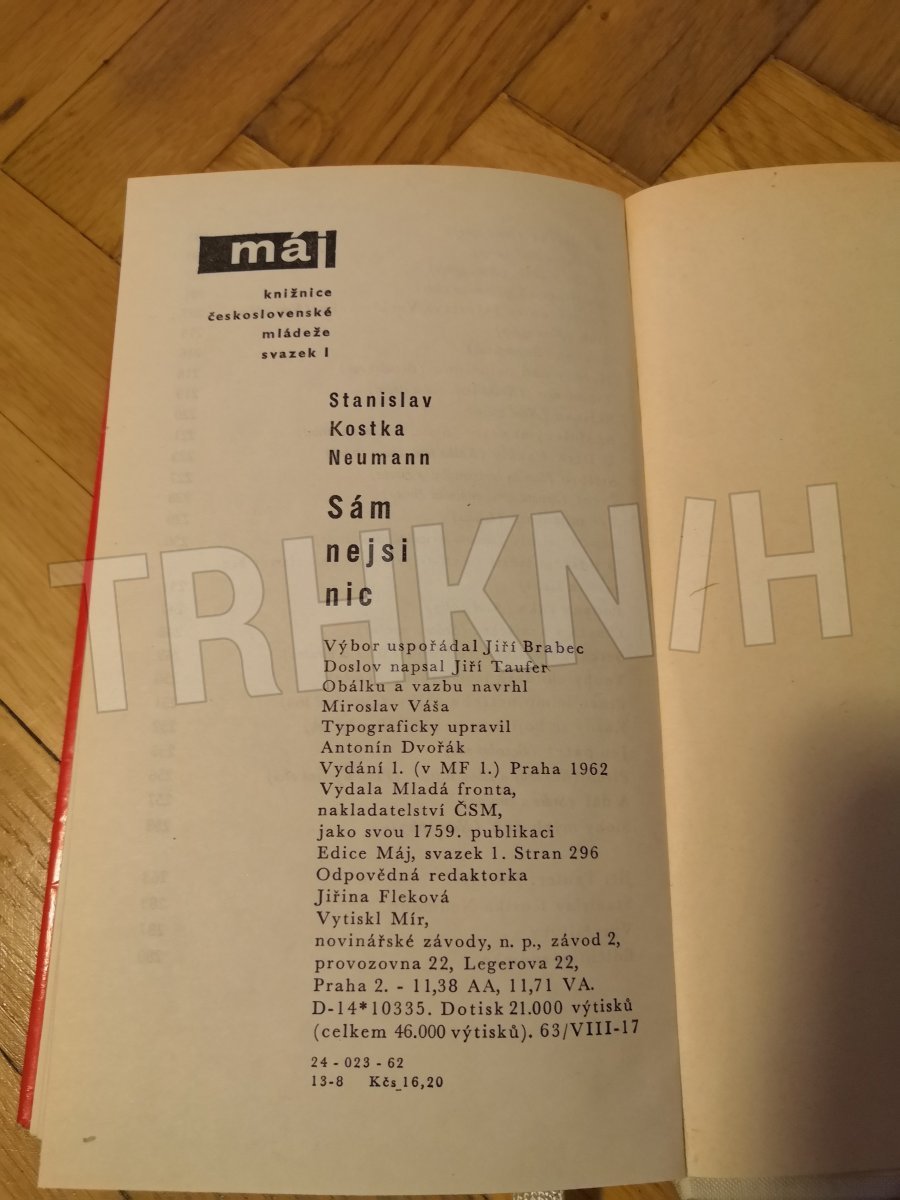 máj
knižnice
československé
mládeže
svazek I
Stanislav
Kostka
Neumann
Sám
nejsi
nic
TRHKNIH
Výbor uspořádal Jiří Brabec
Doslov napsal Jiří Taufer
Obálku a vazbu navrhl
Miroslav Váša
Typograficky upravil
Antonín Dvořák
Vydání 1. (v MF 1.) Praha 1962
Vydala Mladá fronta,
nakladatelství ČSM,
jako svou 1759. publikaci
Edice Máj, svazek 1. Stran 296
Odpovědná redaktorka
Jiřina Fleková
Vytiskl Mír,
novinářské závody, n. p., závod 2,
provozovna 22, Legerova 22,
Praha 2. - 11,38 AA, 11,71 VA.
D-14*10335. Dotisk 21.000 výtisků
(celkem 46.000 výtisků). 63/VIII-17
24 - 023 - 62
13-8 Kčs 16,20